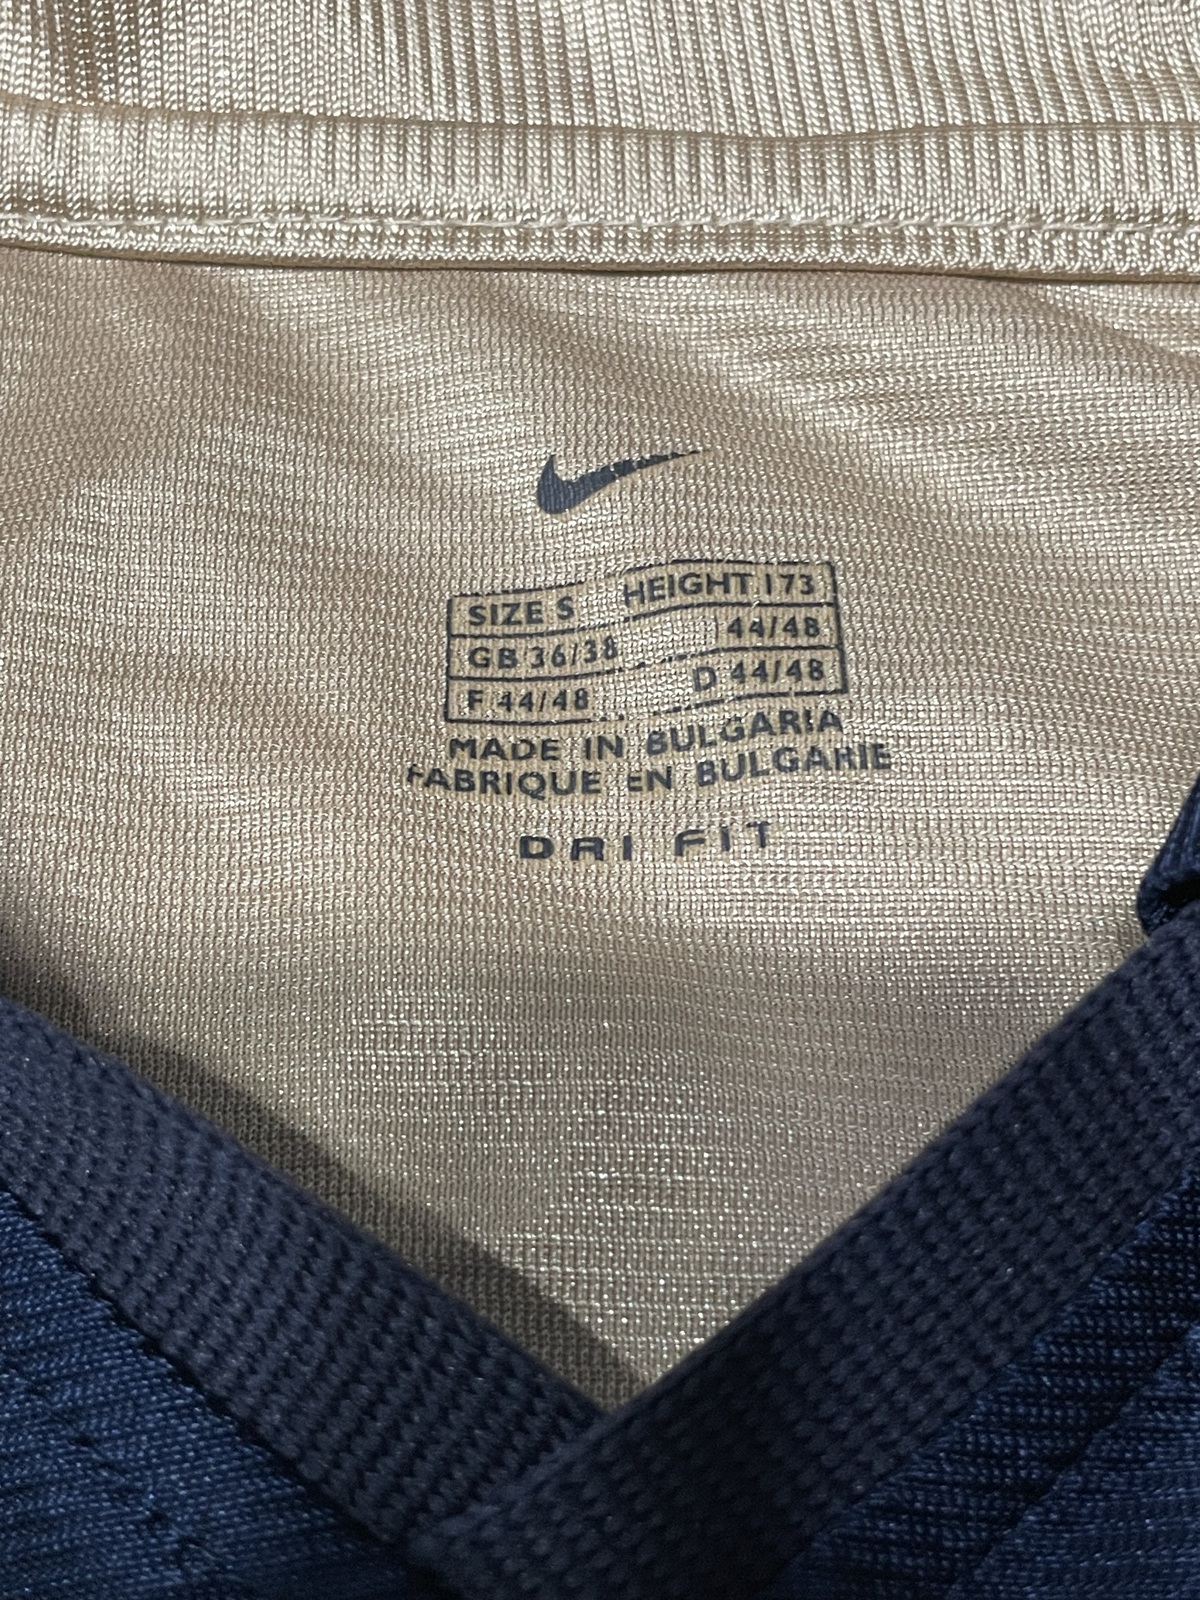 SIZE S HEIGHT 173
GB 36/38 44/48
F 44/48 D 44/48
MADE IN BULGARIA
FABRIQUE EN BULGARIE
DRI FIT